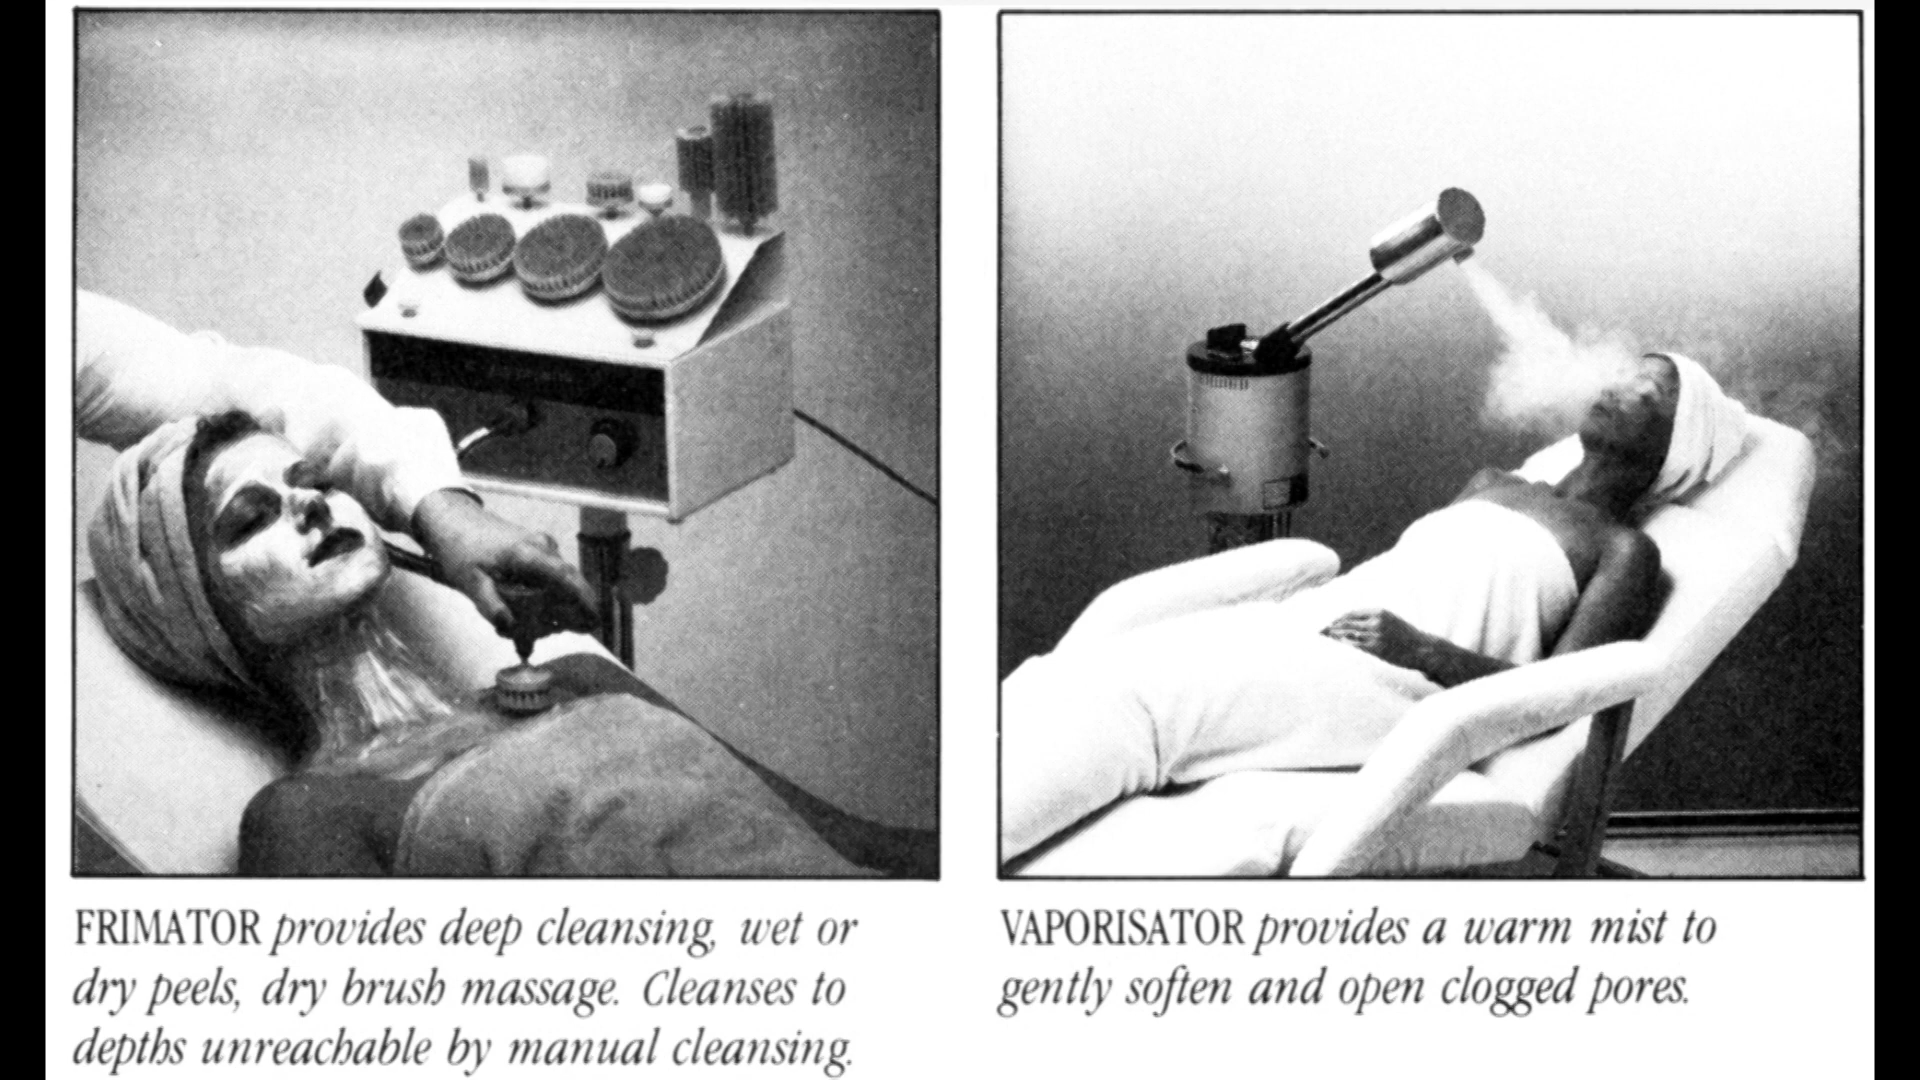 FRIMATOR provides deep cleansing, wet or
dry peels, dry brush massage. Cleanses to
depths unreachable by manual cleansing.
VAPORISATOR provides a warm mist to
gently soften and open clogged pores.